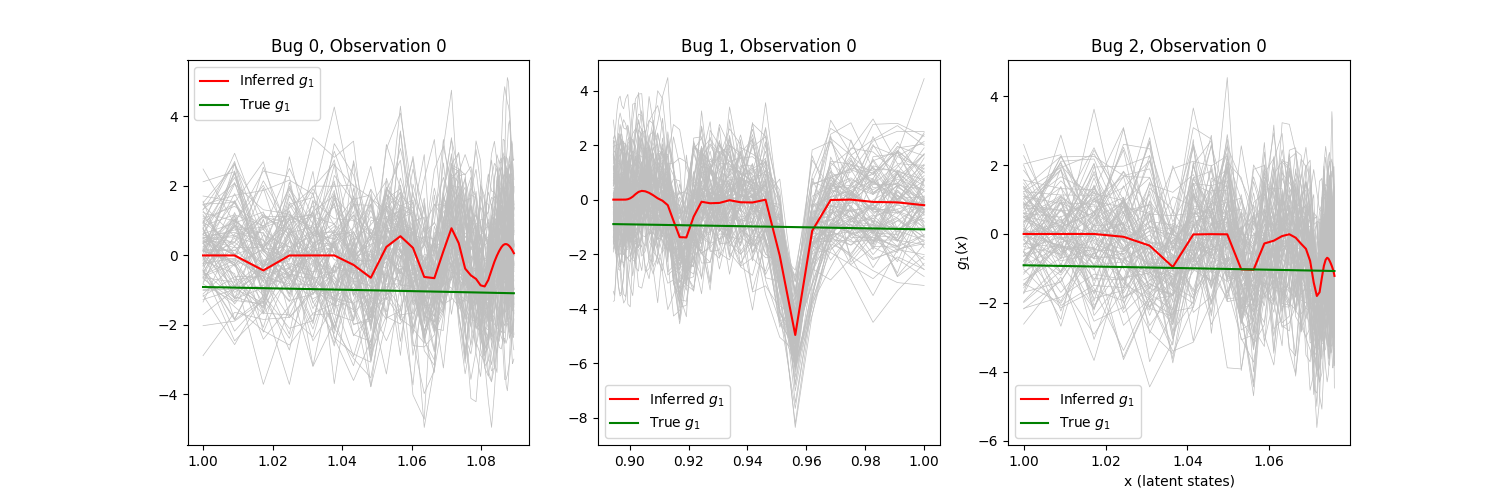 Bug 0, Observation 0
Inferred g₁
True g₁
4
2
0
−2
−4
1.00 1.02 1.04 1.06 1.08
Bug 1, Observation 0
4
2
0
−2
−4
−6
−8
Inferred g₁
True g₁
0.90 0.92 0.94 0.96 0.98 1.00
Bug 2, Observation 0
g₁(x)
4
2
0
−2
−4
−6
Inferred g₁
True g₁
1.00 1.02 1.04 1.06
x (latent states)